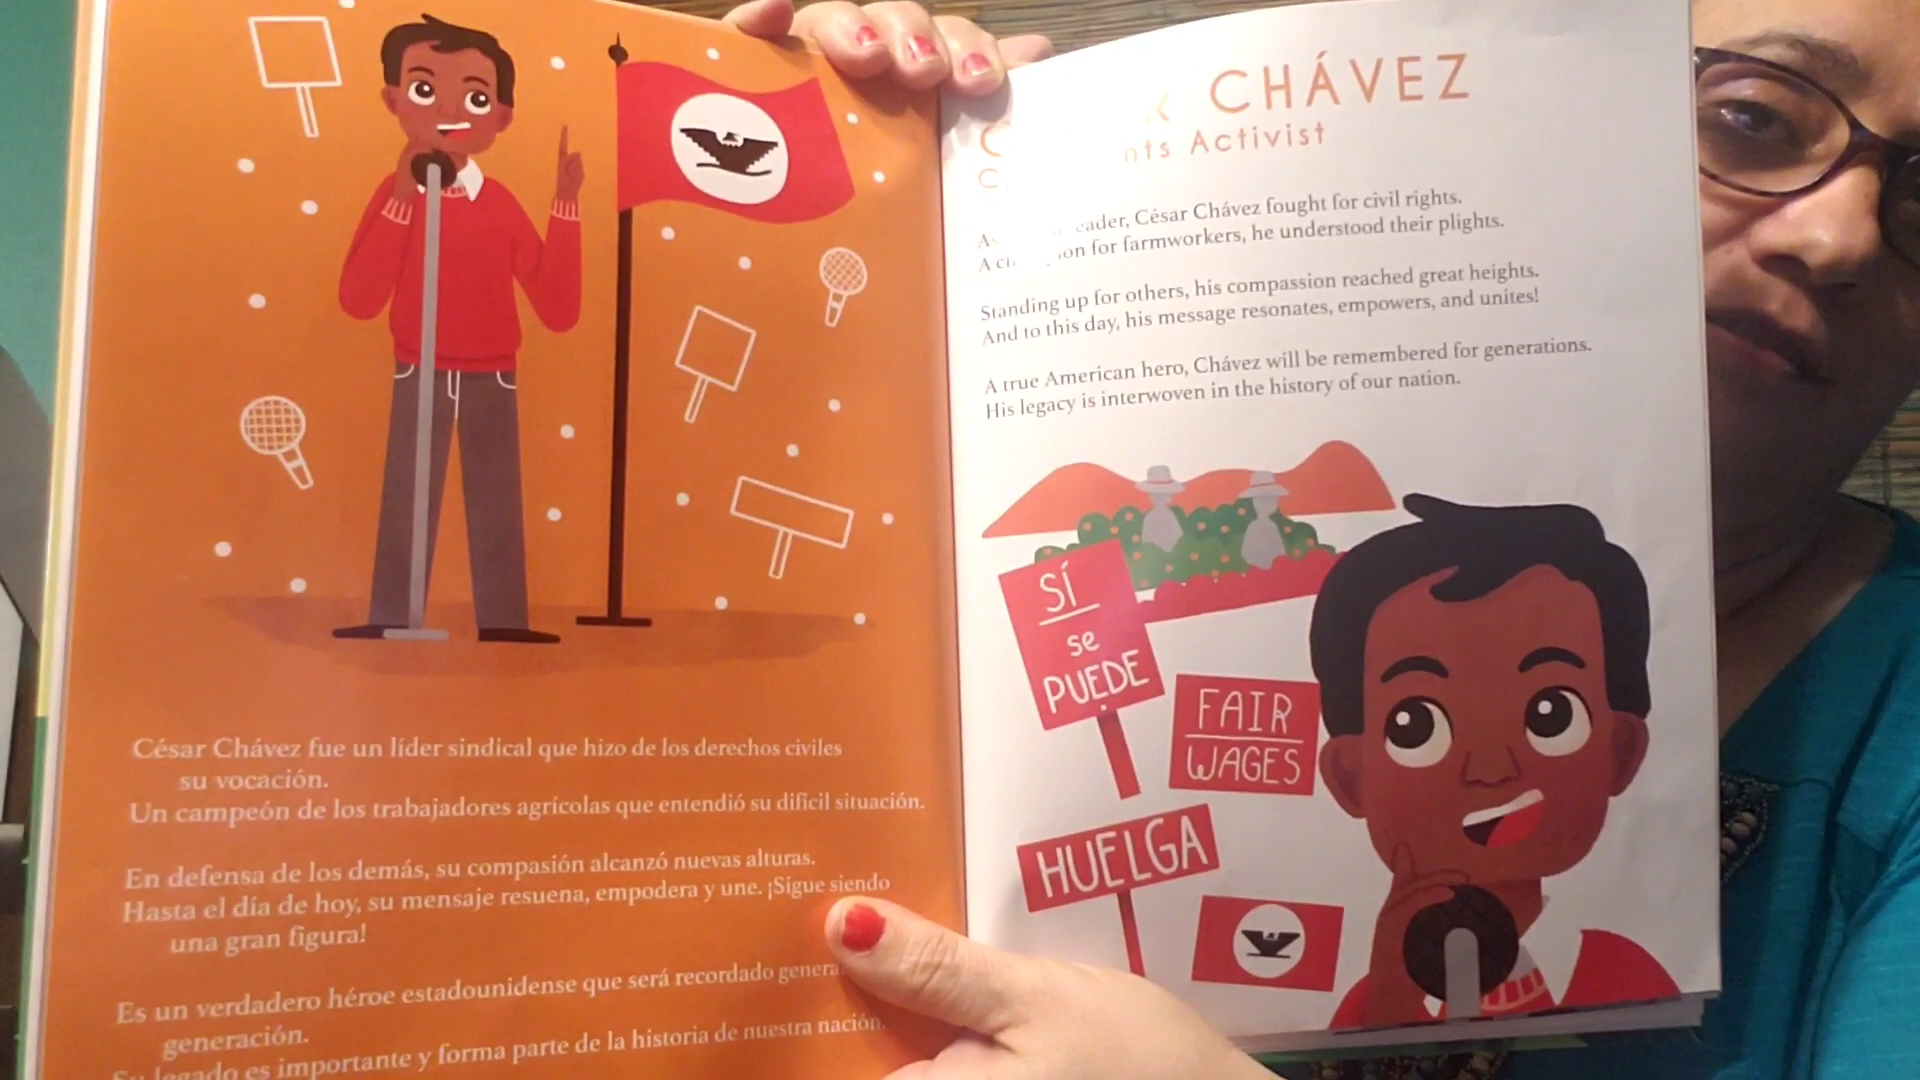 César Chávez fue un líder sindical que hizo de los derechos civiles
su vocación.
Un campeón de los trabajadores agrícolas que entendió su difícil situación.
En defensa de los demás, su compasión alcanzó nuevas alturas.
Hasta el día de hoy, su mensaje resuena, empodera y une. ¡Sigue siendo
una gran figura!
Es un verdadero héroe estadounidense que será recordado
generación.
Su legado es importante y forma parte de la historia de nuestra nación.
CHÁVEZ
Activist
César Chávez fought for civil rights.
for farmworkers, he understood their plights.
Standing up for others, his compassion reached great heights.
And to this day, his message resonates, empowers, and unites!
A true American hero, Chávez will be remembered for generations.
His legacy is interwoven in the history of our nation.
SÍ
se
PUEDE
FAIR
WAGES
HUELGA